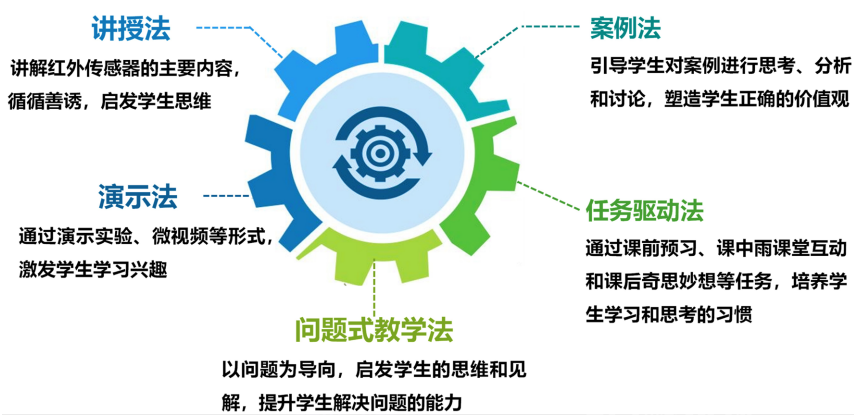 讲授法
讲解红外传感器的主要内容，
循循善诱，启发学生思维
案例法
引导学生对案例进行思考、分析
和讨论，塑造学生正确的价值观
演示法
通过演示实验、微视频等形式，
激发学生学习兴趣
任务驱动法
通过课前预习、课中雨课堂互动
和课后奇思妙想等任务，培养学
生学习和思考的习惯
问题式教学法
以问题为导向，启发学生的思维和见
解，提升学生解决问题的能力